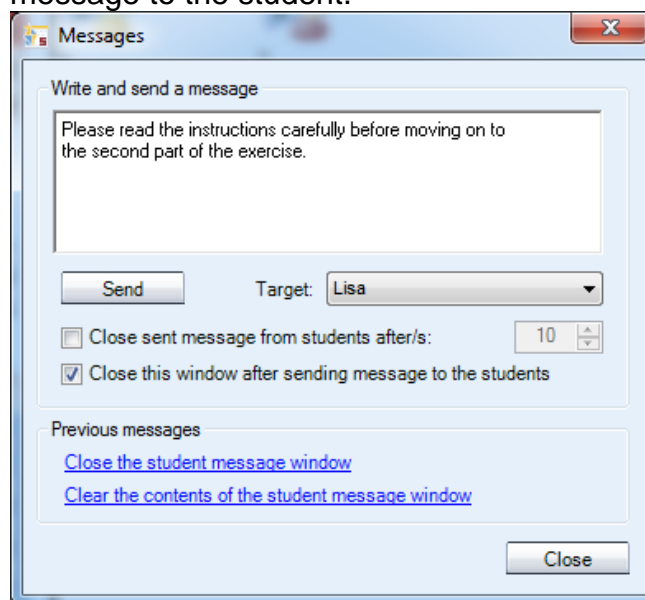 message to the student.
Messages
Write and send a message
Please read the instructions carefully before moving on to
the second part of the exercise.
Send Target: Lisa
Close sent message from students after/s: 10
Close this window after sending message to the students
Previous messages
Close the student message window
Clear the contents of the student message window
Close